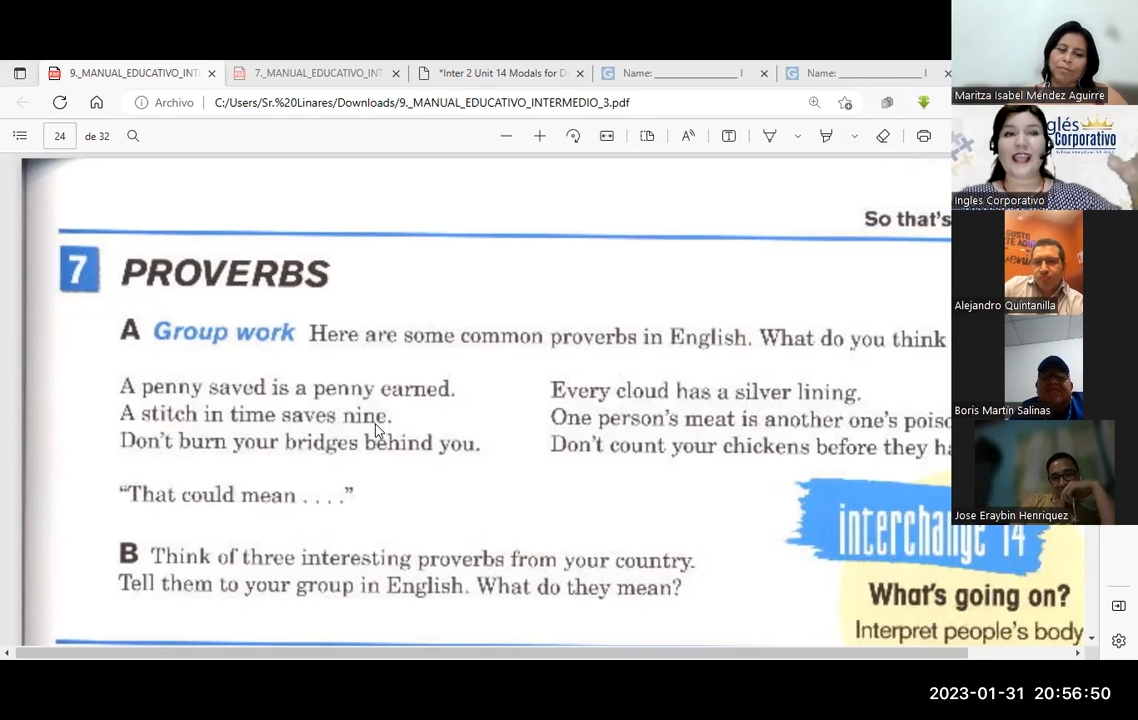 9._MANUAL_EDUCATIVO_INT
7._MANUAL_EDUCATIVO_INT
*Inter 2 Unit 14 Modals for D
Name: ______________ I
Name: ______________ I
Archivo
C:/Users/Sr.%20Linares/Downloads/9._MANUAL_EDUCATIVO_INTERMEDIO_3.pdf
24 de 32
So that's
7 PROVERBS
A Group work Here are some common proverbs in English. What do you think
A penny saved is a penny earned.
A stitch in time saves nine.
Don't burn your bridges behind you.
Every cloud has a silver lining.
One person's meat is another one's poiso
Don't count your chickens before they ha
"That could mean . . . ."
B Think of three interesting proverbs from your country.
Tell them to your group in English. What do they mean?
interchange 14
What's going on?
Interpret people's body
Maritza Isabel Méndez Aguirre
glés
Corporativo
Ingles Corporativo
GUSTO
Alejandro Quintanilla
Boris Martin Salinas
Jose Eraybin Henriquez
2023-01-31 20:56:50